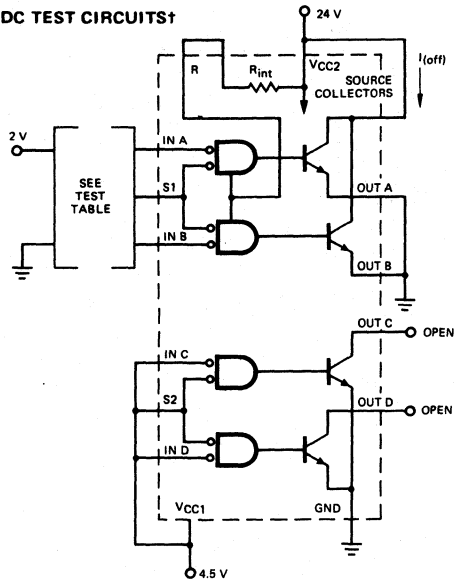 DC TEST CIRCUITS†
24 V
VCC2
R
Rint
SOURCE
COLLECTORS
I(off)
2 V
IN A
SEE
TEST
TABLE
S1
OUT A
IN B
OUT B
OUT C
OPEN
IN C
S2
OUT D
OPEN
IN D
VCC1
GND
4.5 V